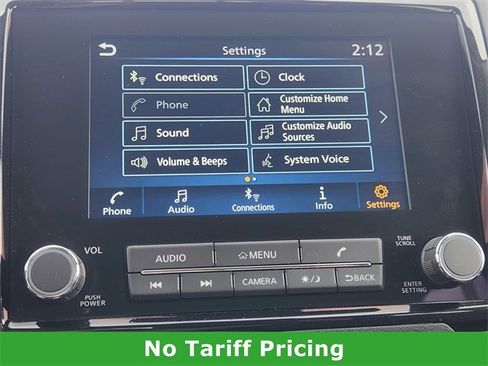 Settings
2:12
Connections
Clock
Phone
Customize Home
Menu
Sound
Customize Audio
Sources
Volume & Beeps
System Voice
Phone
Audio
Connections
Info
Settings
VOL
AUDIO
MENU
TUNE
SCROLL
PUSH
POWER
CAMERA
BACK
ENTER
SETTING
No Tariff Pricing